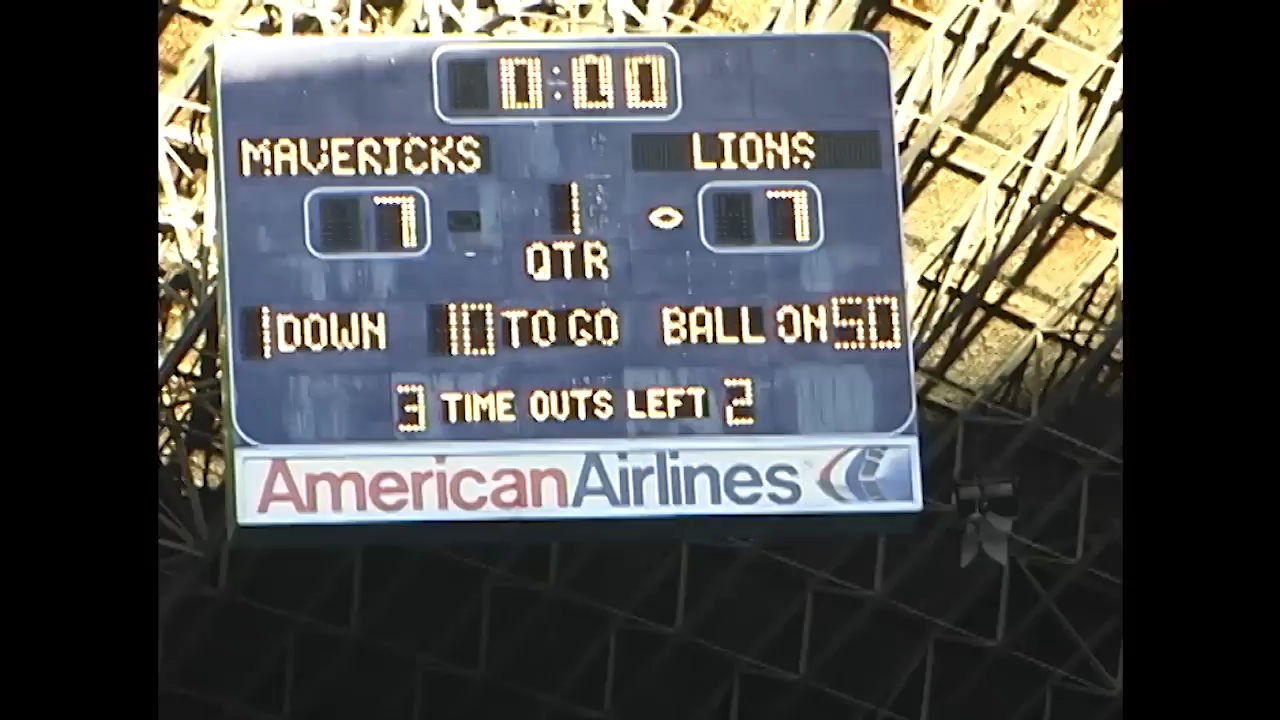 0:00
MAVERICKS LIONS
7 1 7
QTR
1 DOWN 10 TO GO BALL ON 50
3 TIME OUTS LEFT 2
AmericanAirlines